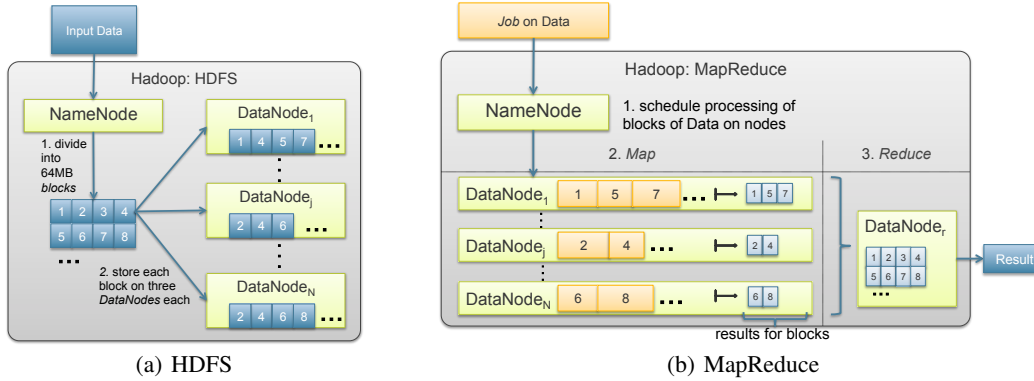 Input Data
Hadoop: HDFS
NameNode
1. divide
into
64MB
blocks
1 2 3 4
5 6 7 8
...
2. store each
block on three
DataNodes each
DataNode1
1 4 5 7 ...
DataNodej
2 4 6 ...
DataNodeN
2 4 6 8 ...
(a) HDFS
Job on Data
Hadoop: MapReduce
NameNode
1. schedule processing of
blocks of Data on nodes
2. Map
3. Reduce
DataNode1 1 5 7 ... 1 5 7
DataNodej 2 4 ... 2 4
DataNodeN 6 8 ... 6 8
results for blocks
DataNoder
1 2 3 4
5 6 7 8
...
Result
(b) MapReduce